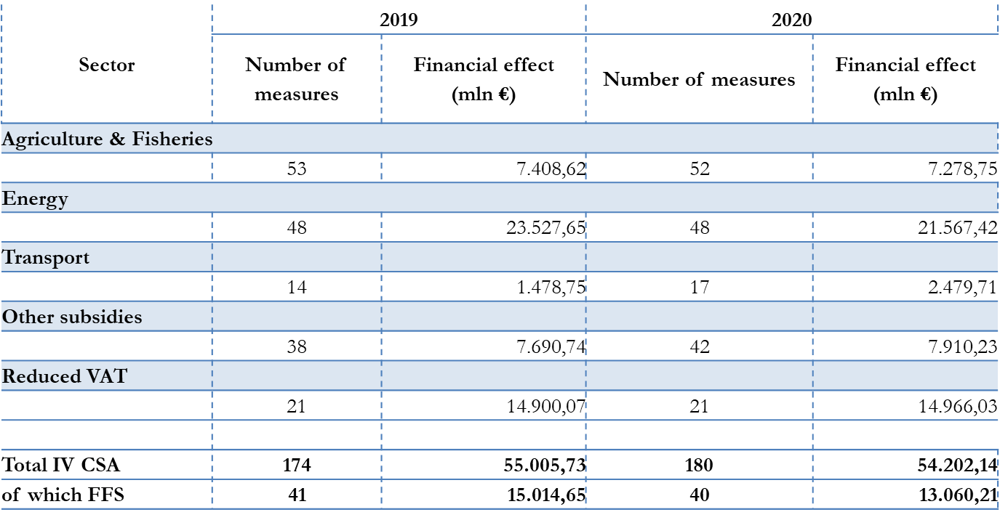 2019 2020
Sector Number of measures Financial effect (mln €) Number of measures Financial effect (mln €)
Agriculture & Fisheries
53 7.408,62 52 7.278,75
Energy
48 23.527,65 48 21.567,42
Transport
14 1.478,75 17 2.479,71
Other subsidies
38 7.690,74 42 7.910,23
Reduced VAT
21 14.900,07 21 14.966,03
Total IV CSA 174 55.005,73 180 54.202,14
of which FFS 41 15.014,65 40 13.060,21